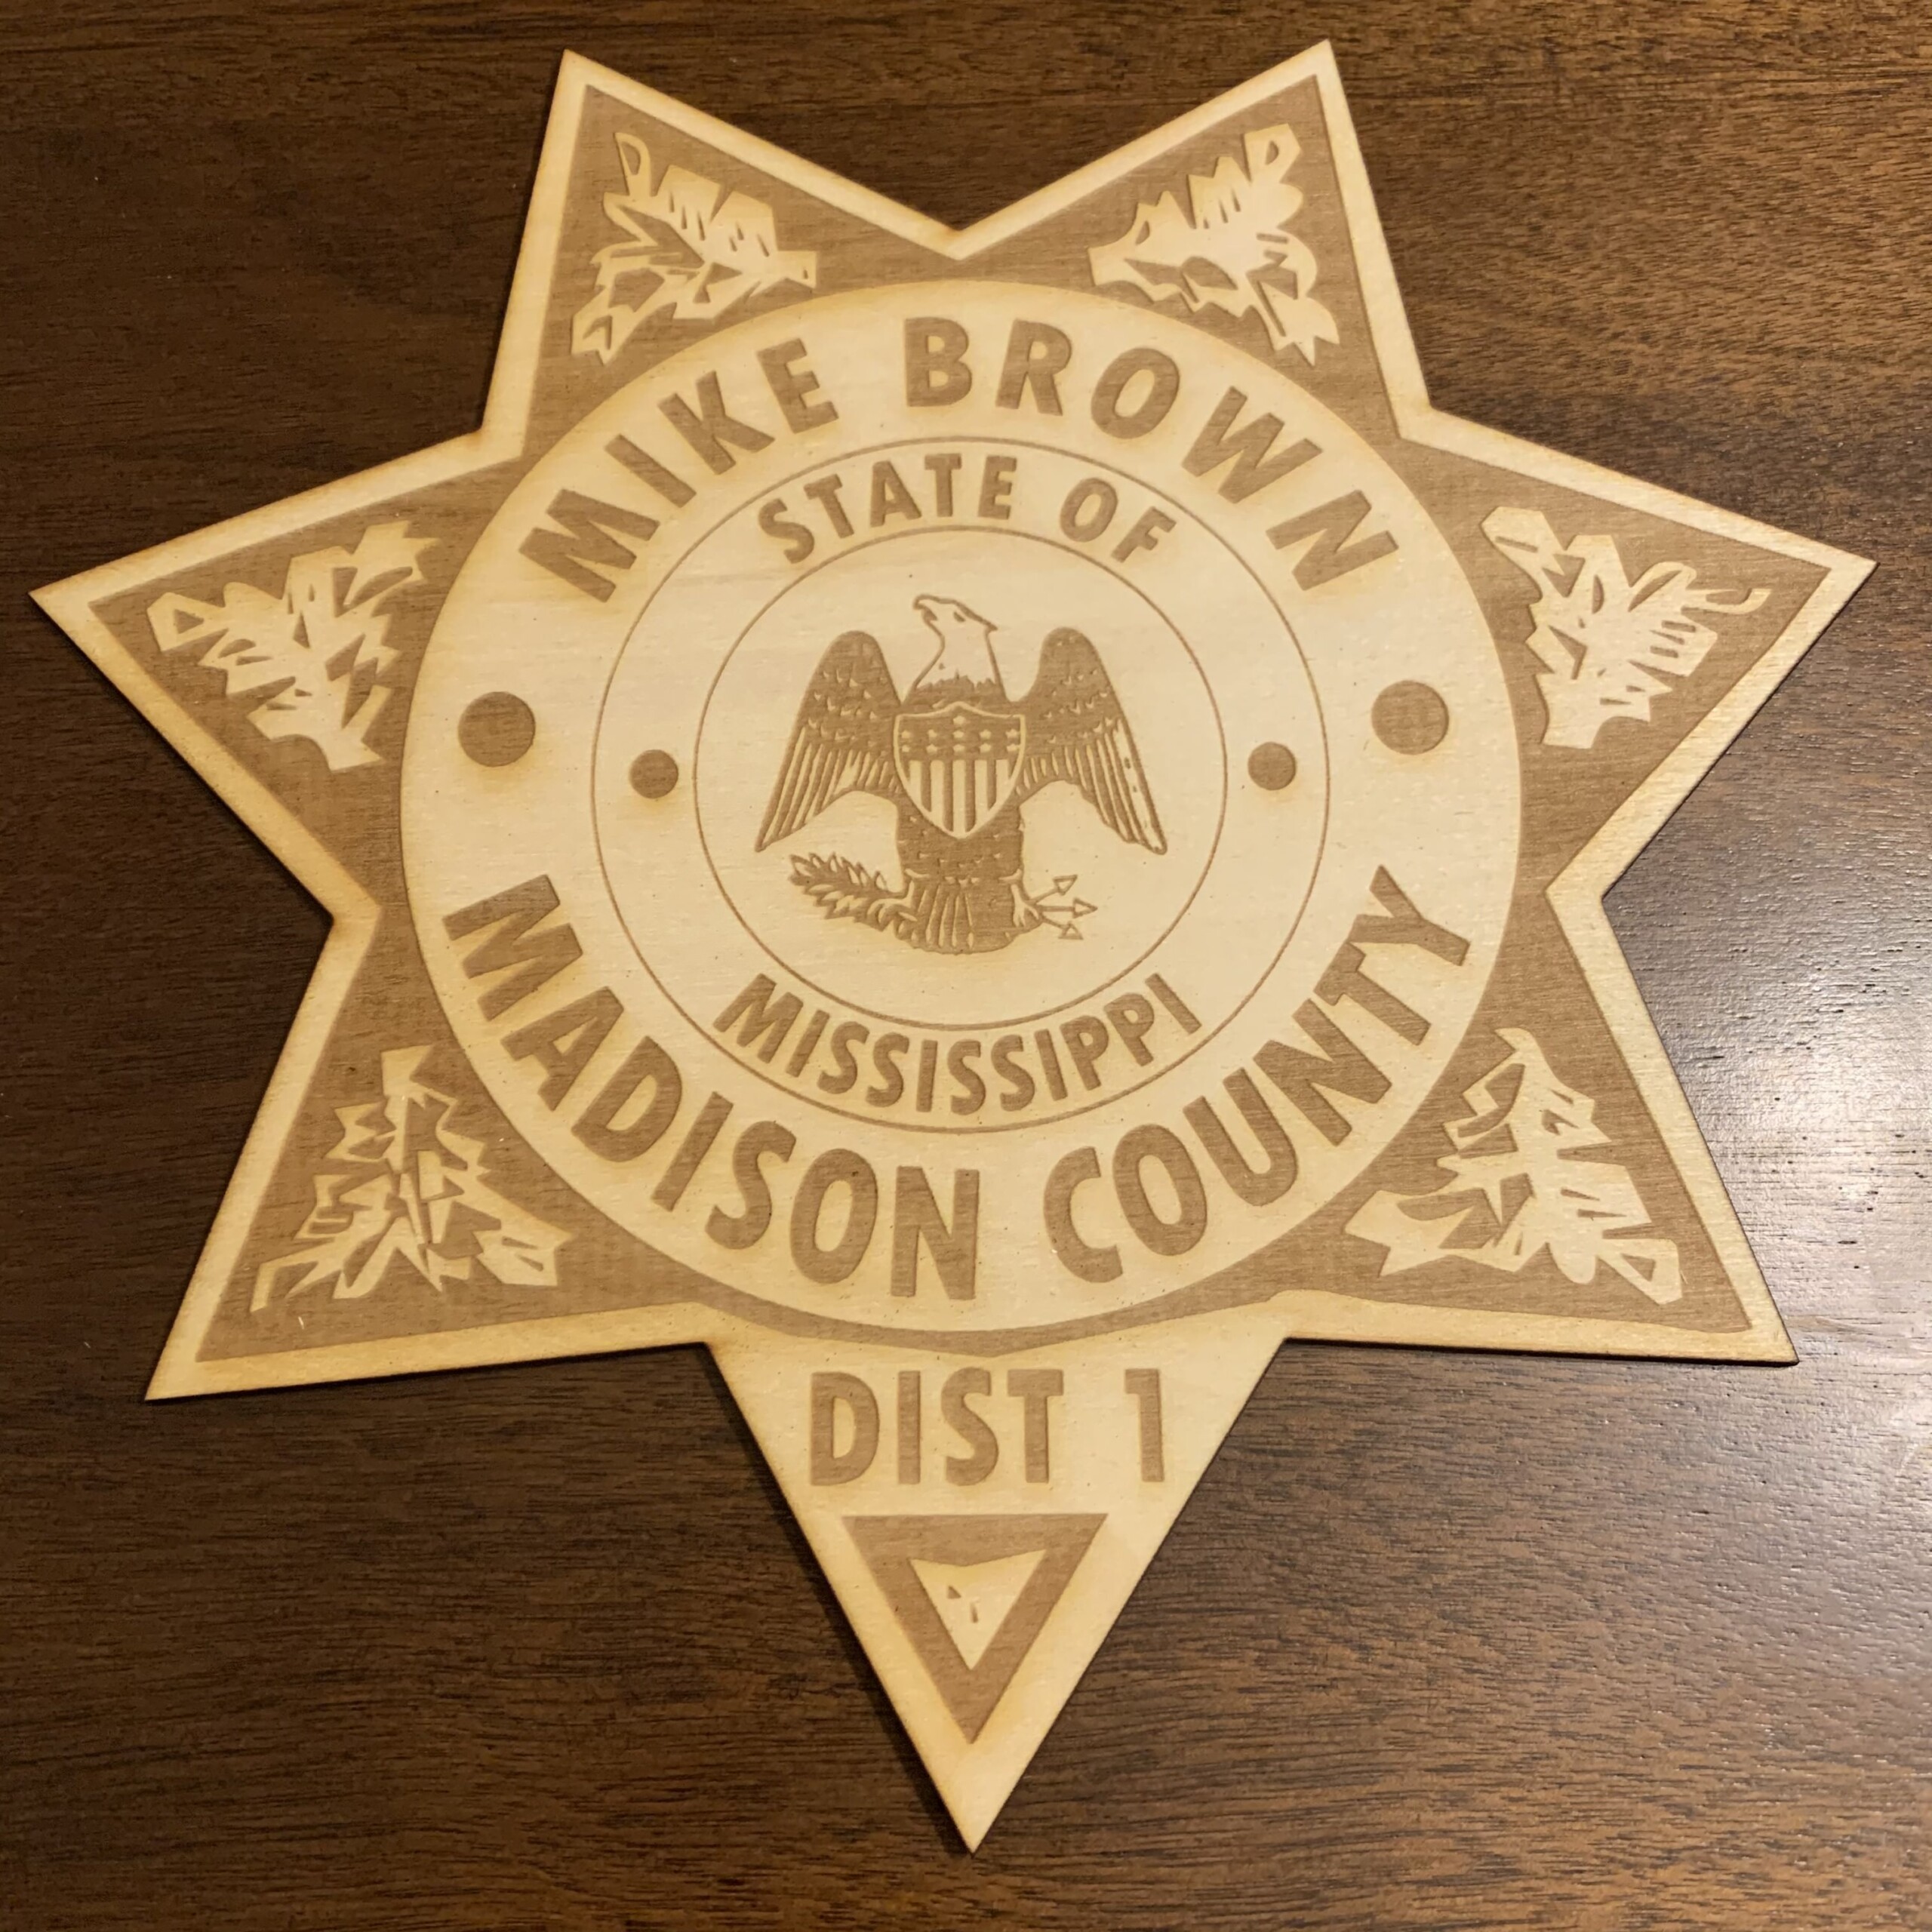 MIKE BROWN
STATE OF
MISSISSIPPI
MADISON COUNTY
DIST 1